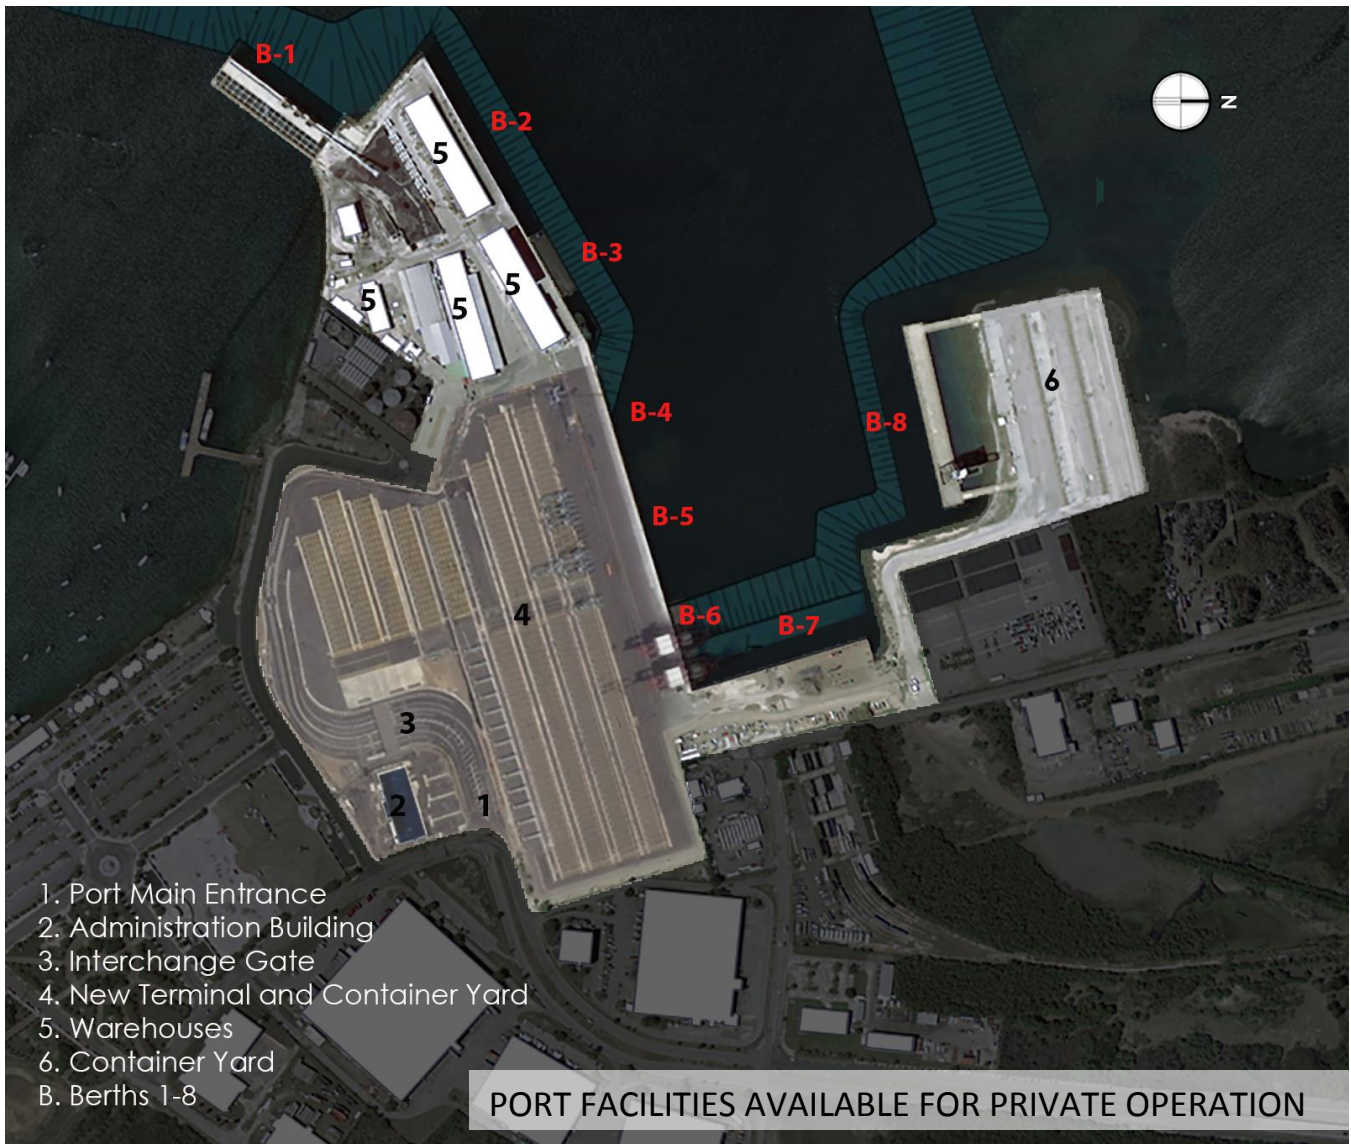 B-1
N
B-2
5
B-3
5
5
5
6
B-4
B-8
B-5
4
B-6
B-7
3
2
1
1. Port Main Entrance
2. Administration Building
3. Interchange Gate
4. New Terminal and Container Yard
5. Warehouses
6. Container Yard
B. Berths 1-8
PORT FACILITIES AVAILABLE FOR PRIVATE OPERATION